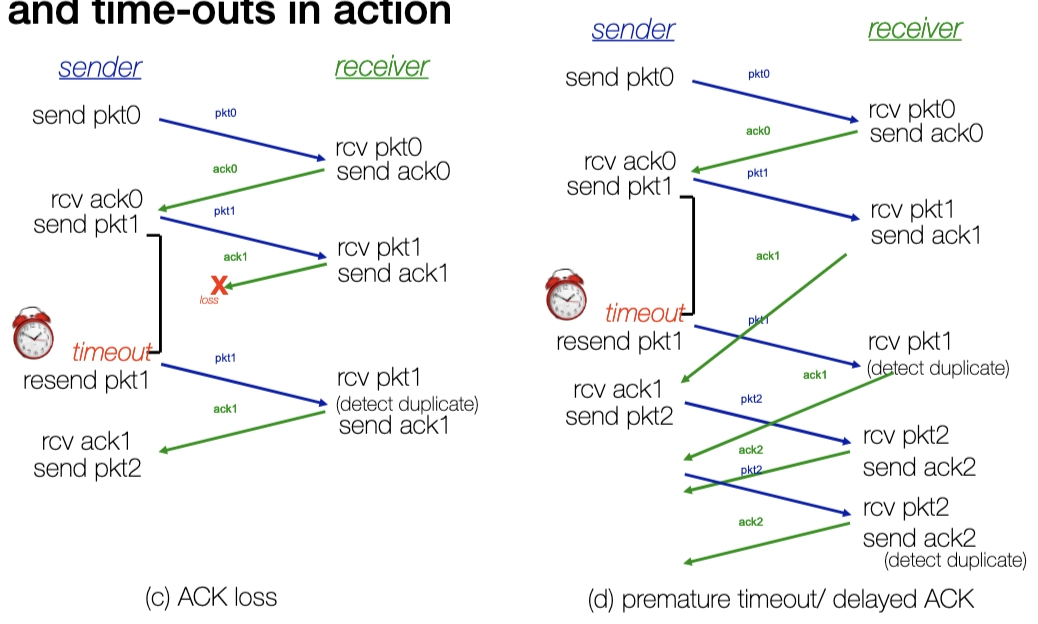 and time-outs in action
sender
receiver
send pkt0
pkt0
rcv pkt0
send ack0
ack0
rcv ack0
send pkt1
pkt1
rcv pkt1
send ack1
ack1
X
loss
timeout
resend pkt1
pkt1
rcv pkt1
(detect duplicate)
send ack1
ack1
rcv ack1
send pkt2
(c) ACK loss
sender
receiver
send pkt0
pkt0
rcv pkt0
send ack0
ack0
rcv ack0
send pkt1
pkt1
rcv pkt1
send ack1
ack1
timeout
resend pkt1
pkt1
rcv pkt1
(detect duplicate)
ack1
rcv ack1
send pkt2
pkt2
rcv pkt2
send ack2
ack2
pkt2
rcv pkt2
send ack2
(detect duplicate)
ack2
(d) premature timeout/ delayed ACK